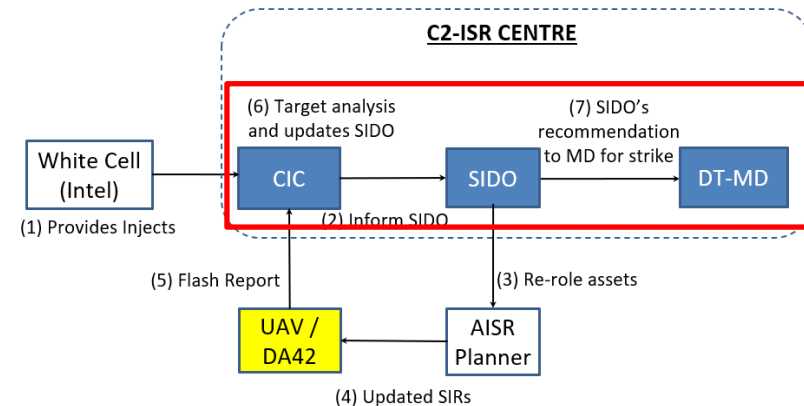 C2-ISR CENTRE
(6) Target analysis
and updates SIDO
(7) SIDO’s
recommendation
to MD for strike
White Cell
(Intel)
CIC
SIDO
DT-MD
(1) Provides Injects
(2) Inform SIDO
(5) Flash Report
(3) Re-role assets
UAV /
DA42
AISR
Planner
(4) Updated SIRs